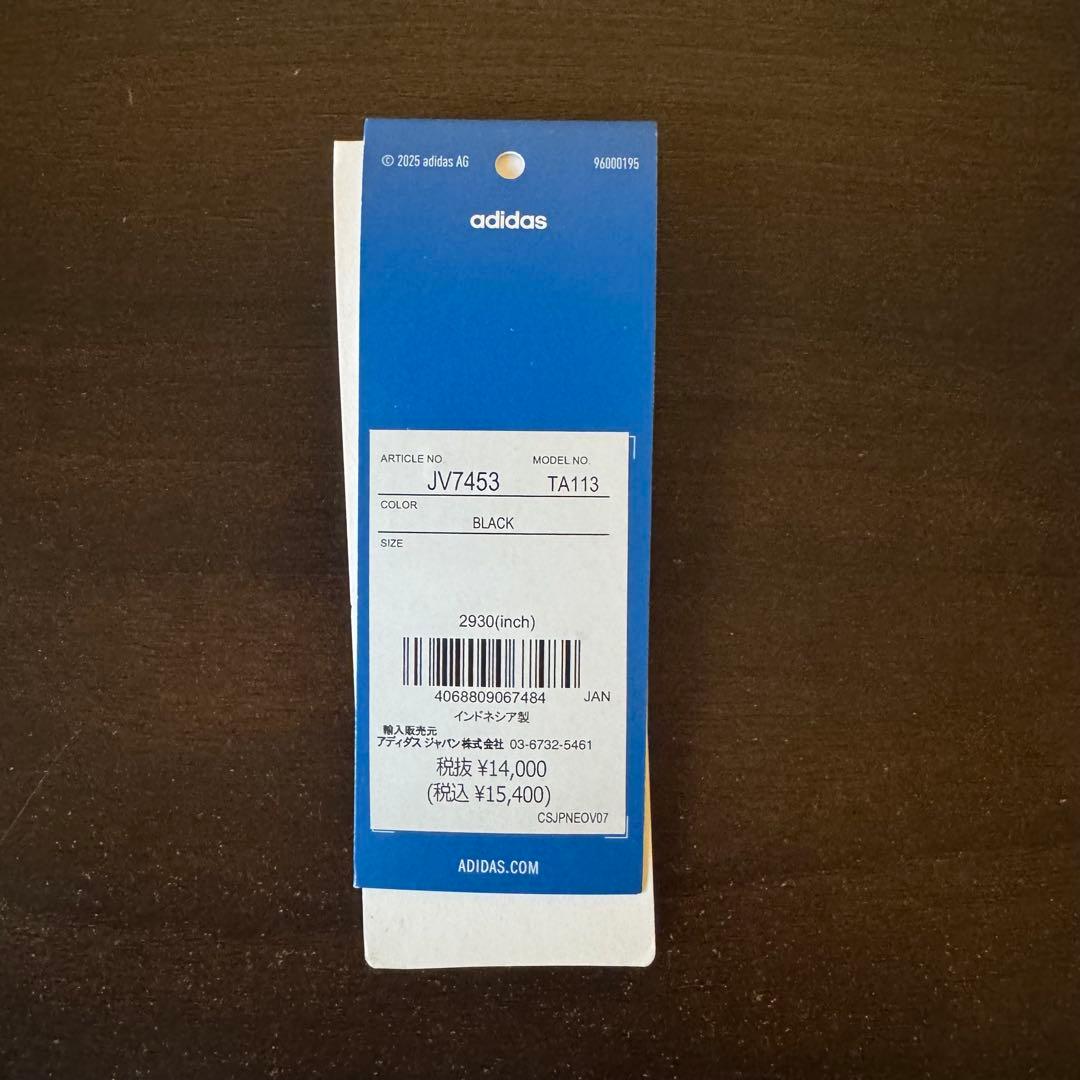 © 2025 adidas AG 96000195
adidas
ARTICLE NO MODEL NO.
JV7453 TA113
COLOR
BLACK
SIZE
2930(inch)
4068809067484 JAN
インドネシア製
輸入販売元
アディダス ジャパン株式会社 03-6732-5461
税抜 ¥14,000
(税込 ¥15,400)
CSJPNEOV07
ADIDAS.COM